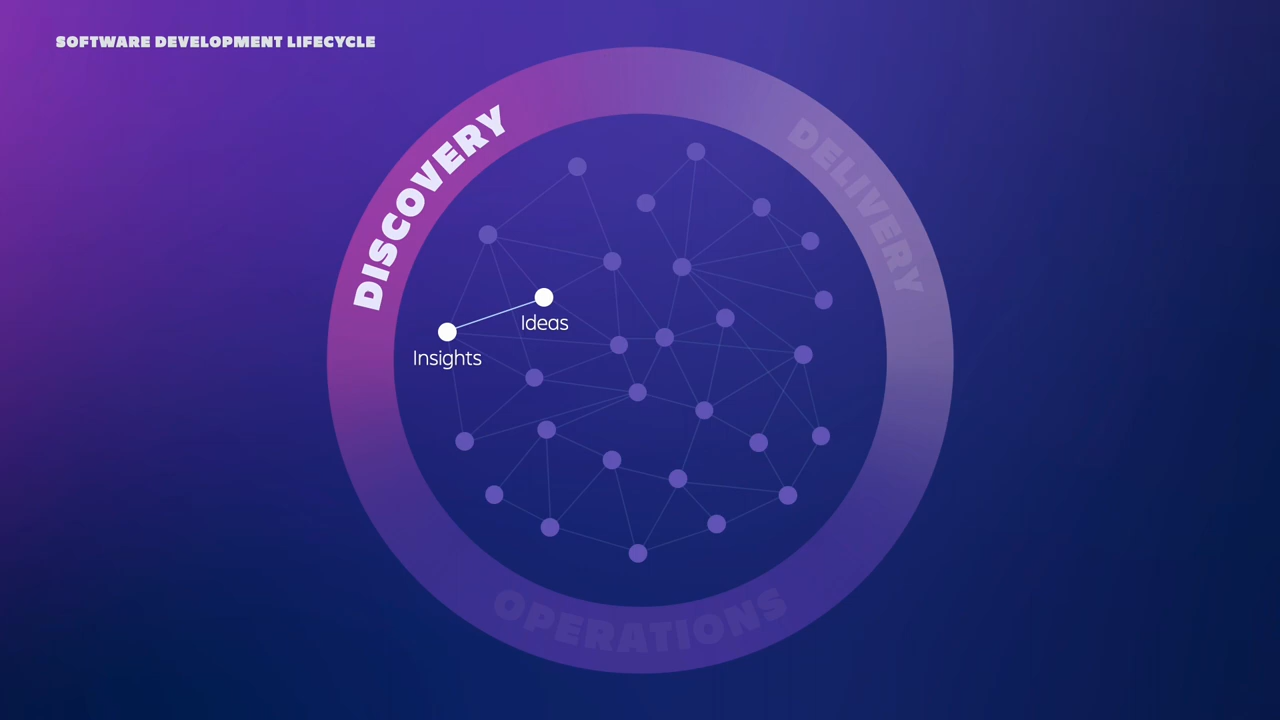 SOFTWARE DEVELOPMENT LIFECYCLE
DISCOVERY
DELIVERY
Ideas
Insights
OPERATIONS